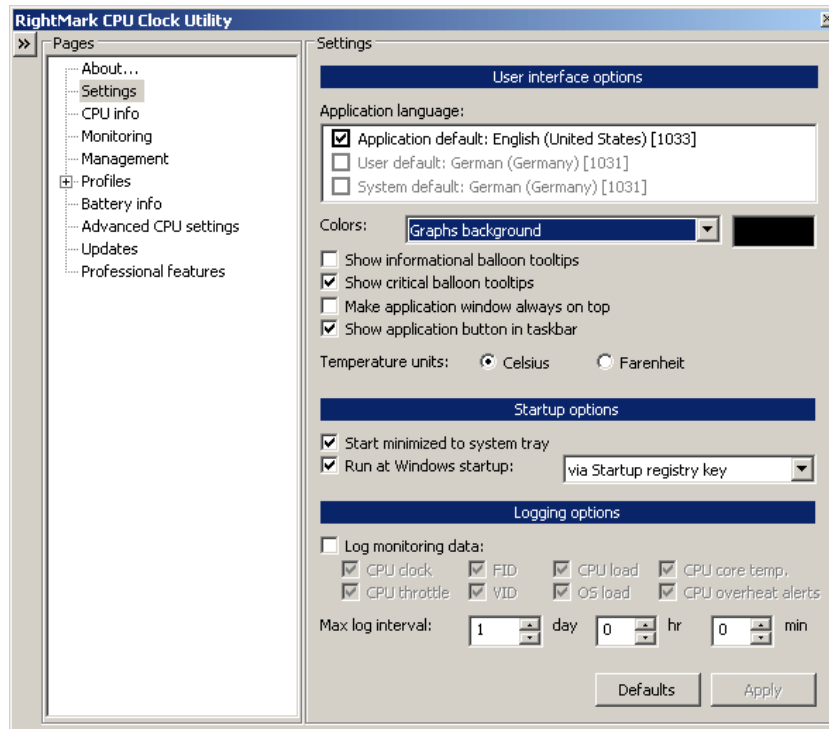 RightMark CPU Clock Utility
Pages
About...
Settings
CPU info
Monitoring
Management
Profiles
Battery info
Advanced CPU settings
Updates
Professional features
Settings
User interface options
Application language:
Application default: English (United States) [1033]
User default: German (Germany) [1031]
System default: German (Germany) [1031]
Colors: Graphs background
Show informational balloon tooltips
Show critical balloon tooltips
Make application window always on top
Show application button in taskbar
Temperature units: Celsius Farenheit
Startup options
Start minimized to system tray
Run at Windows startup: via Startup registry key
Logging options
Log monitoring data:
CPU clock FID CPU load CPU core temp.
CPU throttle VID OS load CPU overheat alerts
Max log interval: 1 day 0 hr 0 min
Defaults Apply